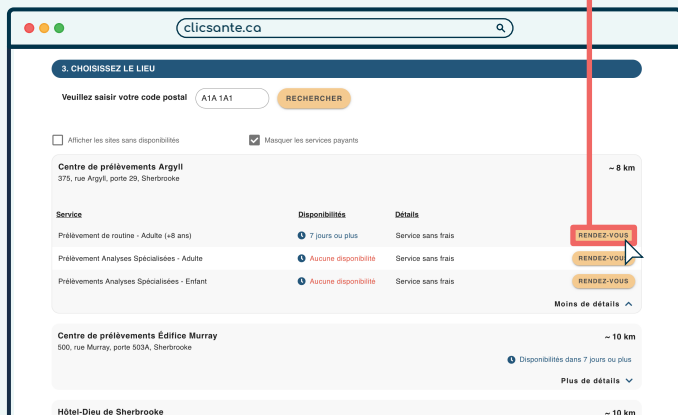 clicsante.ca
3. CHOISISSEZ LE LIEU
Veuillez saisir votre code postal A1A 1A1 RECHERCHER
Afficher les sites sans disponibilités Masquer les services payants
Centre de prélèvements Argyll ~ 8 km
375, rue Argyll, porte 29, Sherbrooke
Service Disponibilités Détails
Prélèvement de routine - Adulte (+8 ans) 7 jours ou plus Service sans frais RENDEZ-VOUS
Prélèvement Analyses Spécialisées - Adulte Aucune disponibilité Service sans frais RENDEZ-VOUS
Prélèvements Analyses Spécialisées - Enfant Aucune disponibilité Service sans frais RENDEZ-VOUS
Moins de détails
Centre de prélèvements Édifice Murray ~ 10 km
500, rue Murray, porte 503A, Sherbrooke
Disponibilités dans 7 jours ou plus
Plus de détails
Hôtel-Dieu de Sherbrooke ~ 10 km